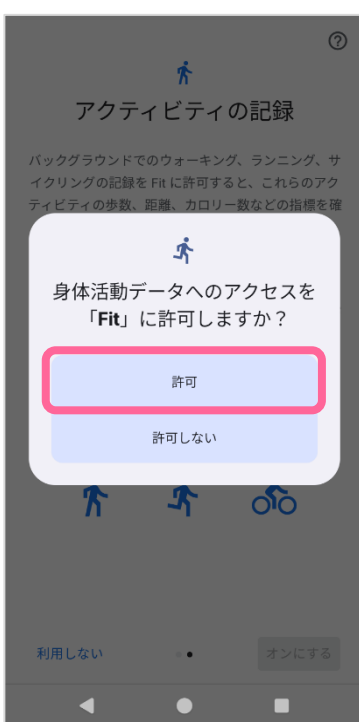 アクティビティの記録
バックグラウンドでのウォーキング、ランニング、サ
イクリングの記録を Fit に許可すると、これらのアク
ティビティの歩数、距離、カロリー数などの指標を確
身体活動データへのアクセスを
「Fit」に許可しますか？
許可
許可しない
利用しない
オンにする